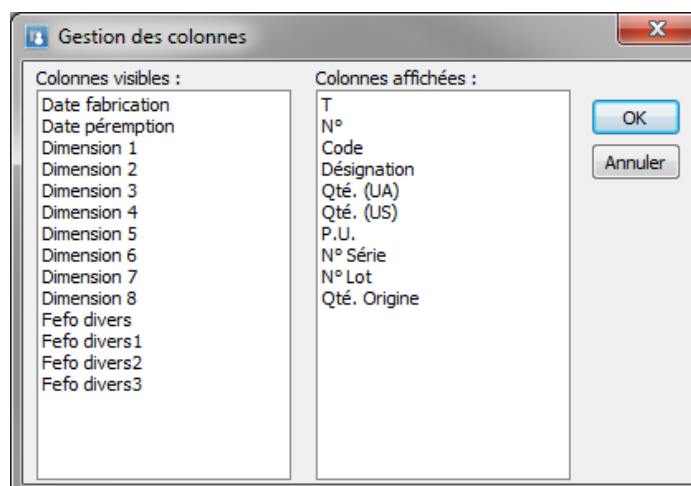 Gestion des colonnes
Colonnes visibles :
Date fabrication
Date péremption
Dimension 1
Dimension 2
Dimension 3
Dimension 4
Dimension 5
Dimension 6
Dimension 7
Dimension 8
Fefo divers
Fefo divers1
Fefo divers2
Fefo divers3
Colonnes affichées :
T
N°
Code
Désignation
Qté. (UA)
Qté. (US)
P.U.
N° Série
N° Lot
Qté. Origine
OK
Annuler